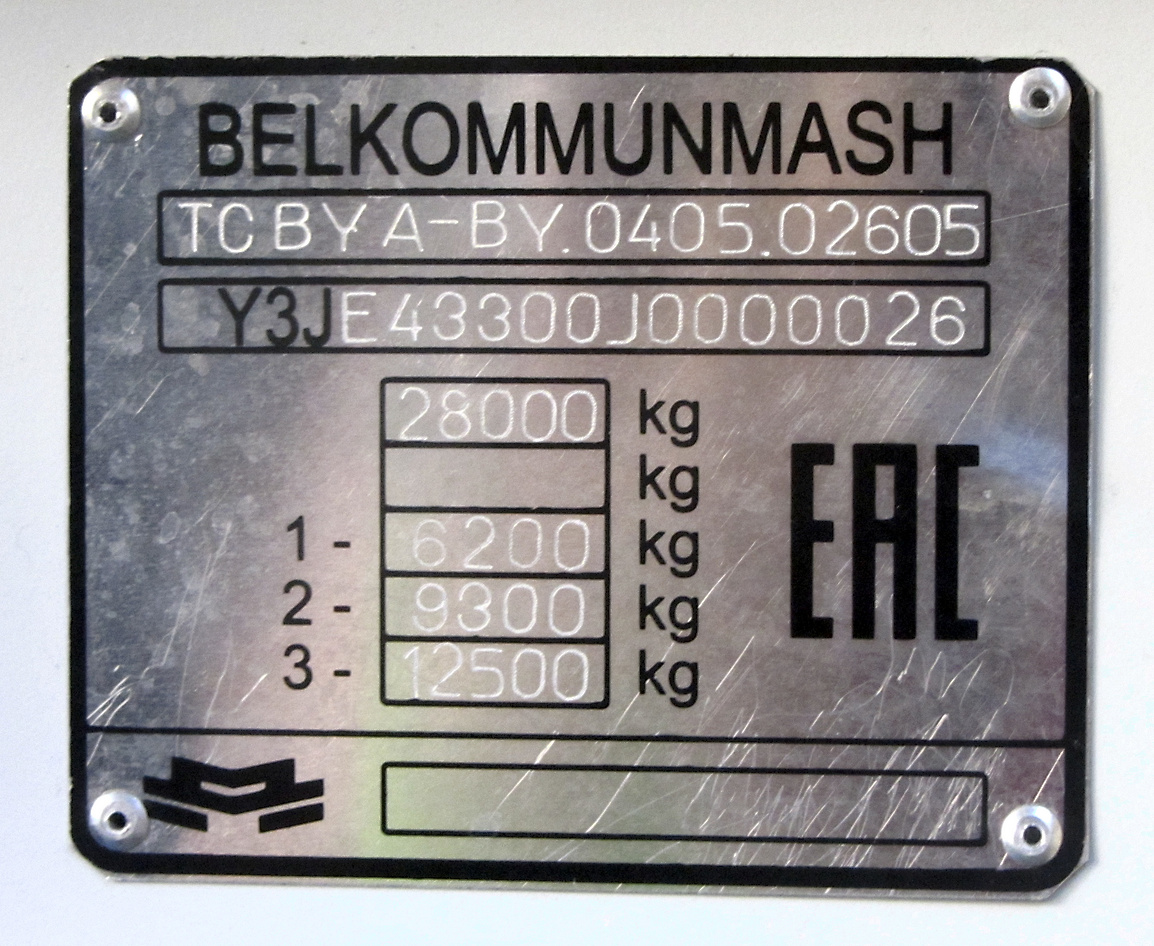 BELKOMMUNMASH
TC BY A-BY.0405.02605
Y3JE43300J0000026
28000 kg
kg
1 - 6200 kg
2 - 9300 kg
3 - 12500 kg
EAC